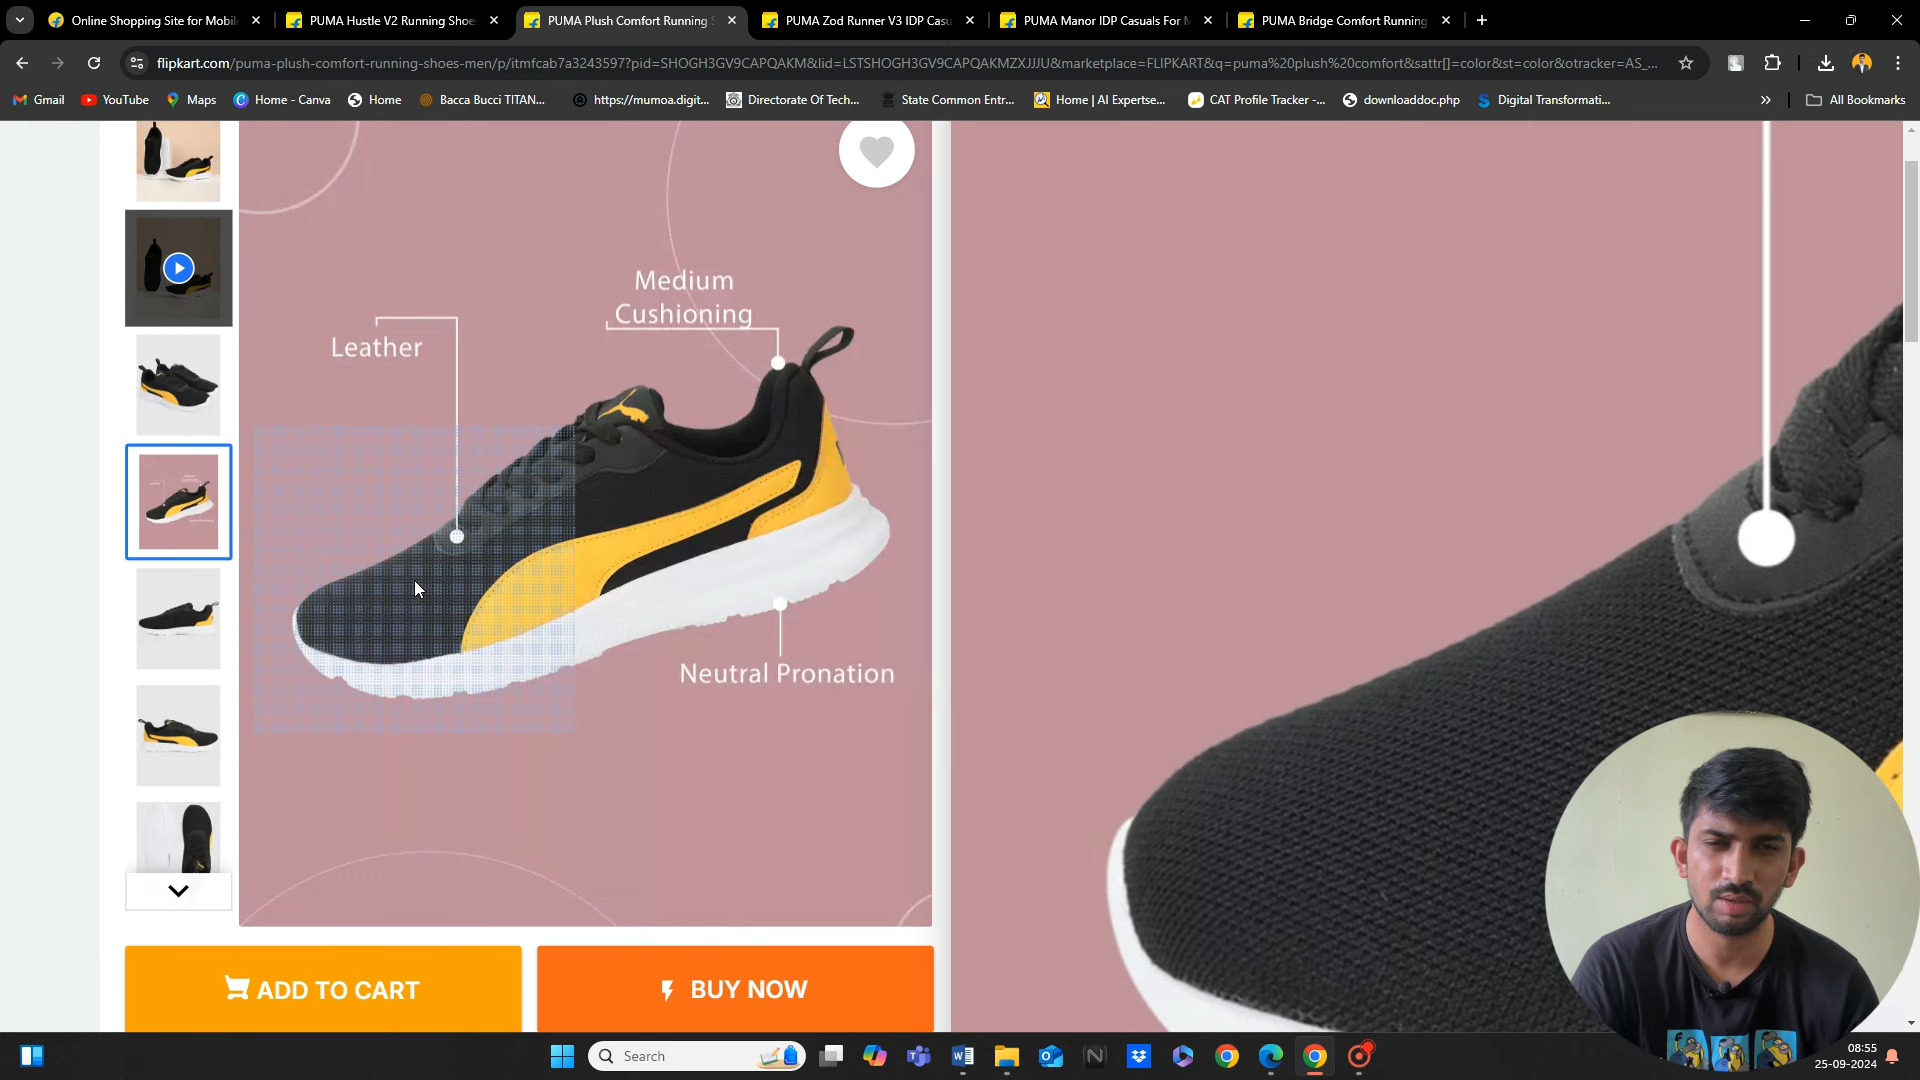 Online Shopping Site for Mobil
PUMA Hustle V2 Running Shoe
PUMA Plush Comfort Running S
PUMA Zod Runner V3 IDP Casu
PUMA Manor IDP Casuals For M
PUMA Bridge Comfort Running
flipkart.com/puma-plush-comfort-running-shoes-men/p/itmfcab7a3243597?pid=SHOGH3GV9CAPQAKM&lid=LSTSHOGH3GV9CAPQAKMZXJJJU&marketplace=FLIPKART&q=puma%20plush%20comfort&sattr[]=color&st=color&otracker=AS_...
Gmail
YouTube
Maps
Home - Canva
Home
Bacca Bucci TITAN...
https://mumoa.digit...
Directorate Of Tech...
State Common Entr...
Home | AI Expertse...
CAT Profile Tracker -...
downloaddoc.php
Digital Transformati...
All Bookmarks
Medium
Cushioning
Leather
Neutral Pronation
ADD TO CART
BUY NOW
Search
08:55
25-09-2024